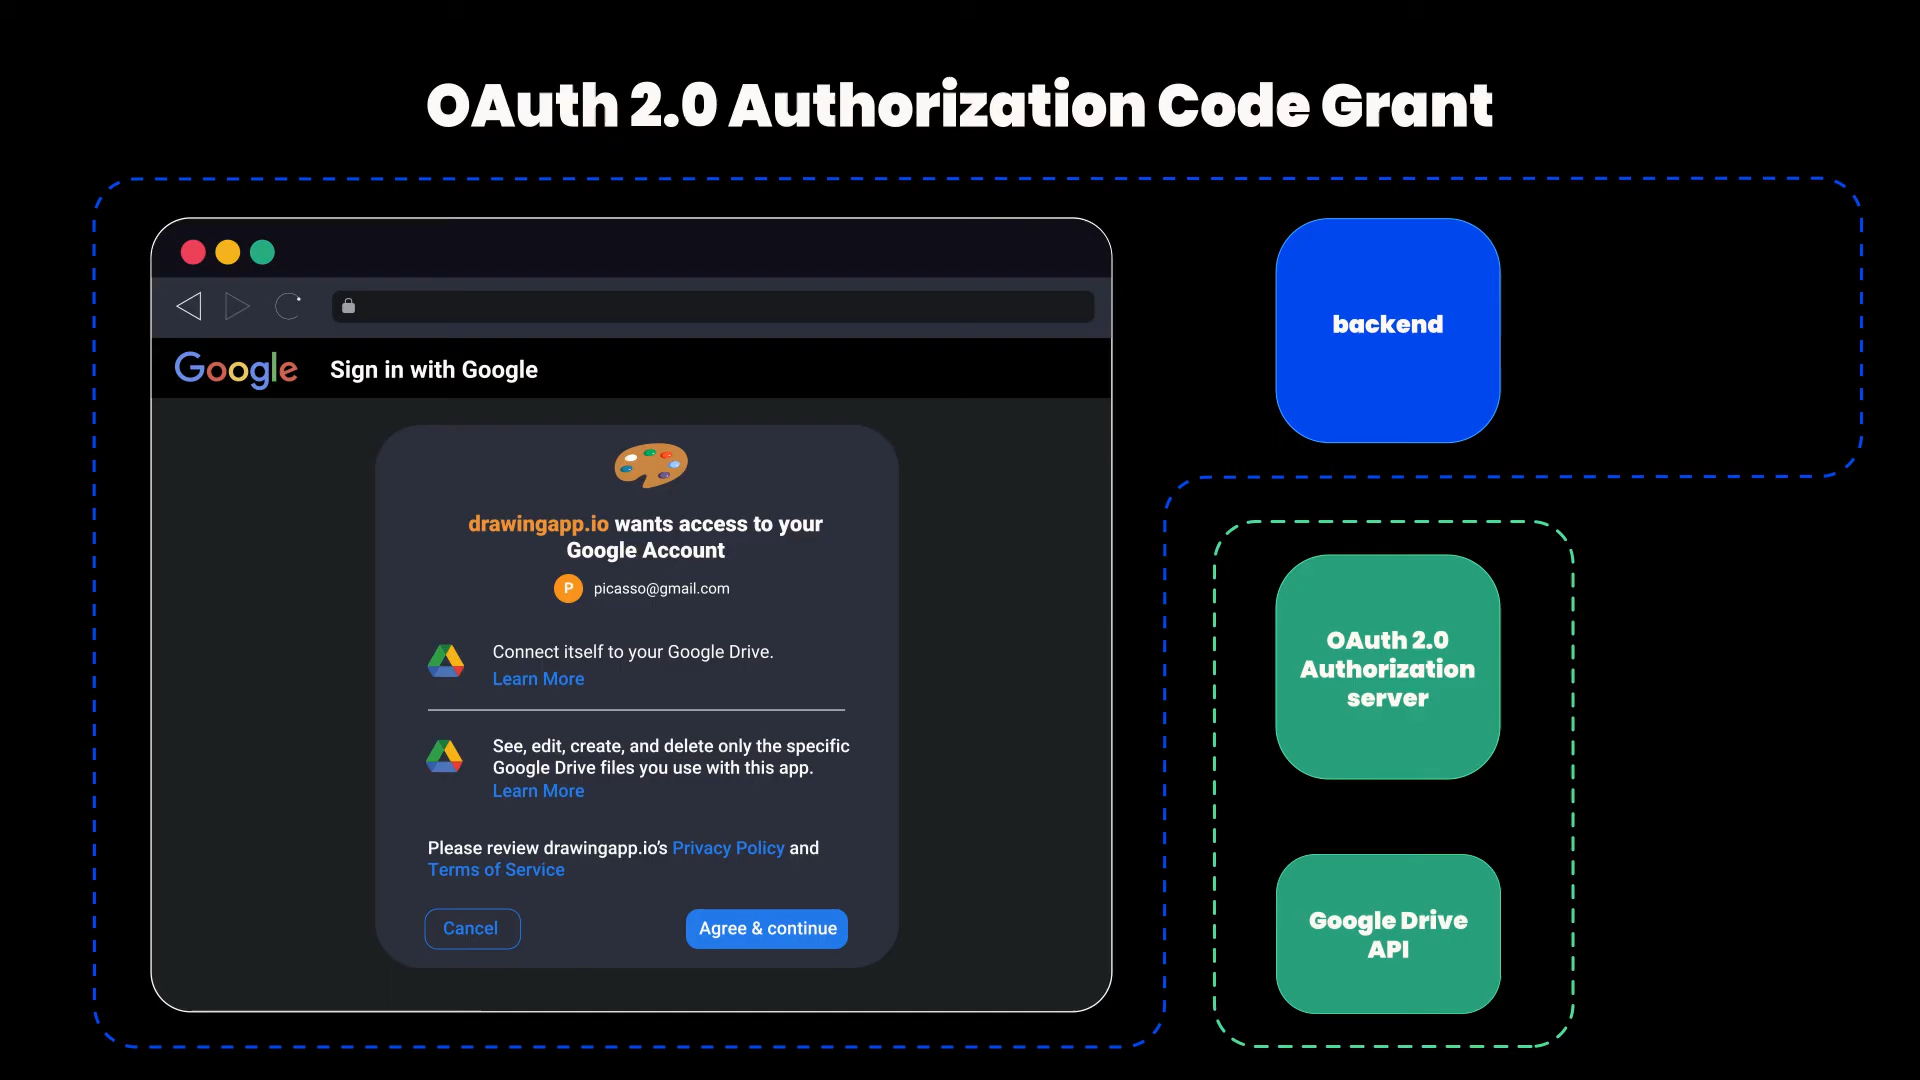 OAuth 2.0 Authorization Code Grant
Google
Sign in with Google
drawingapp.io wants access to your
Google Account
P
picasso@gmail.com
Connect itself to your Google Drive.
Learn More
See, edit, create, and delete only the specific
Google Drive files you use with this app.
Learn More
Please review drawingapp.io’s Privacy Policy and
Terms of Service
Cancel
Agree & continue
backend
OAuth 2.0
Authorization
server
Google Drive
API